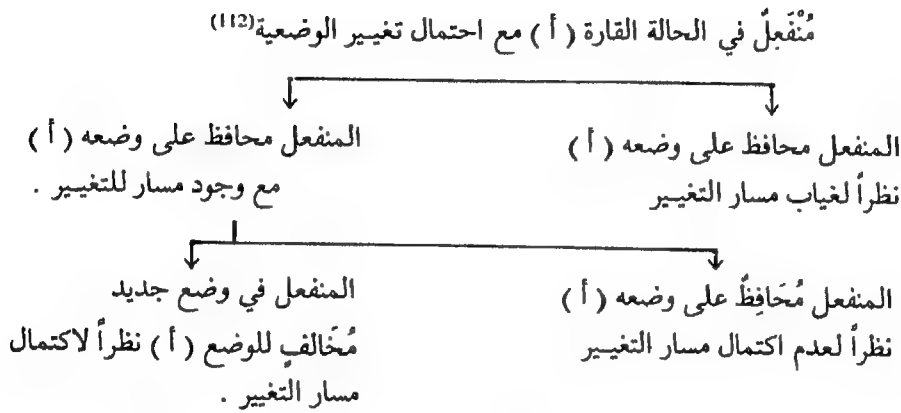 مُنْفَعِلٌ في الحالة القارة ( أ ) مع احتمال تغيير الوضعية(112)
المنفعل محافظ على وضعه ( أ )
نظراً لغياب مسار التغيير
المنفعل محافظ على وضعه ( أ )
مع وجود مسار للتغيير .
المنفعل مُحَافِظٌ على وضعه ( أ )
نظراً لعدم اكتمال مسار التغيير
المنفعل في وضع جديد
مُخَالفٍ للوضع ( أ ) نظراً لاكتمال
مسار التغيير .